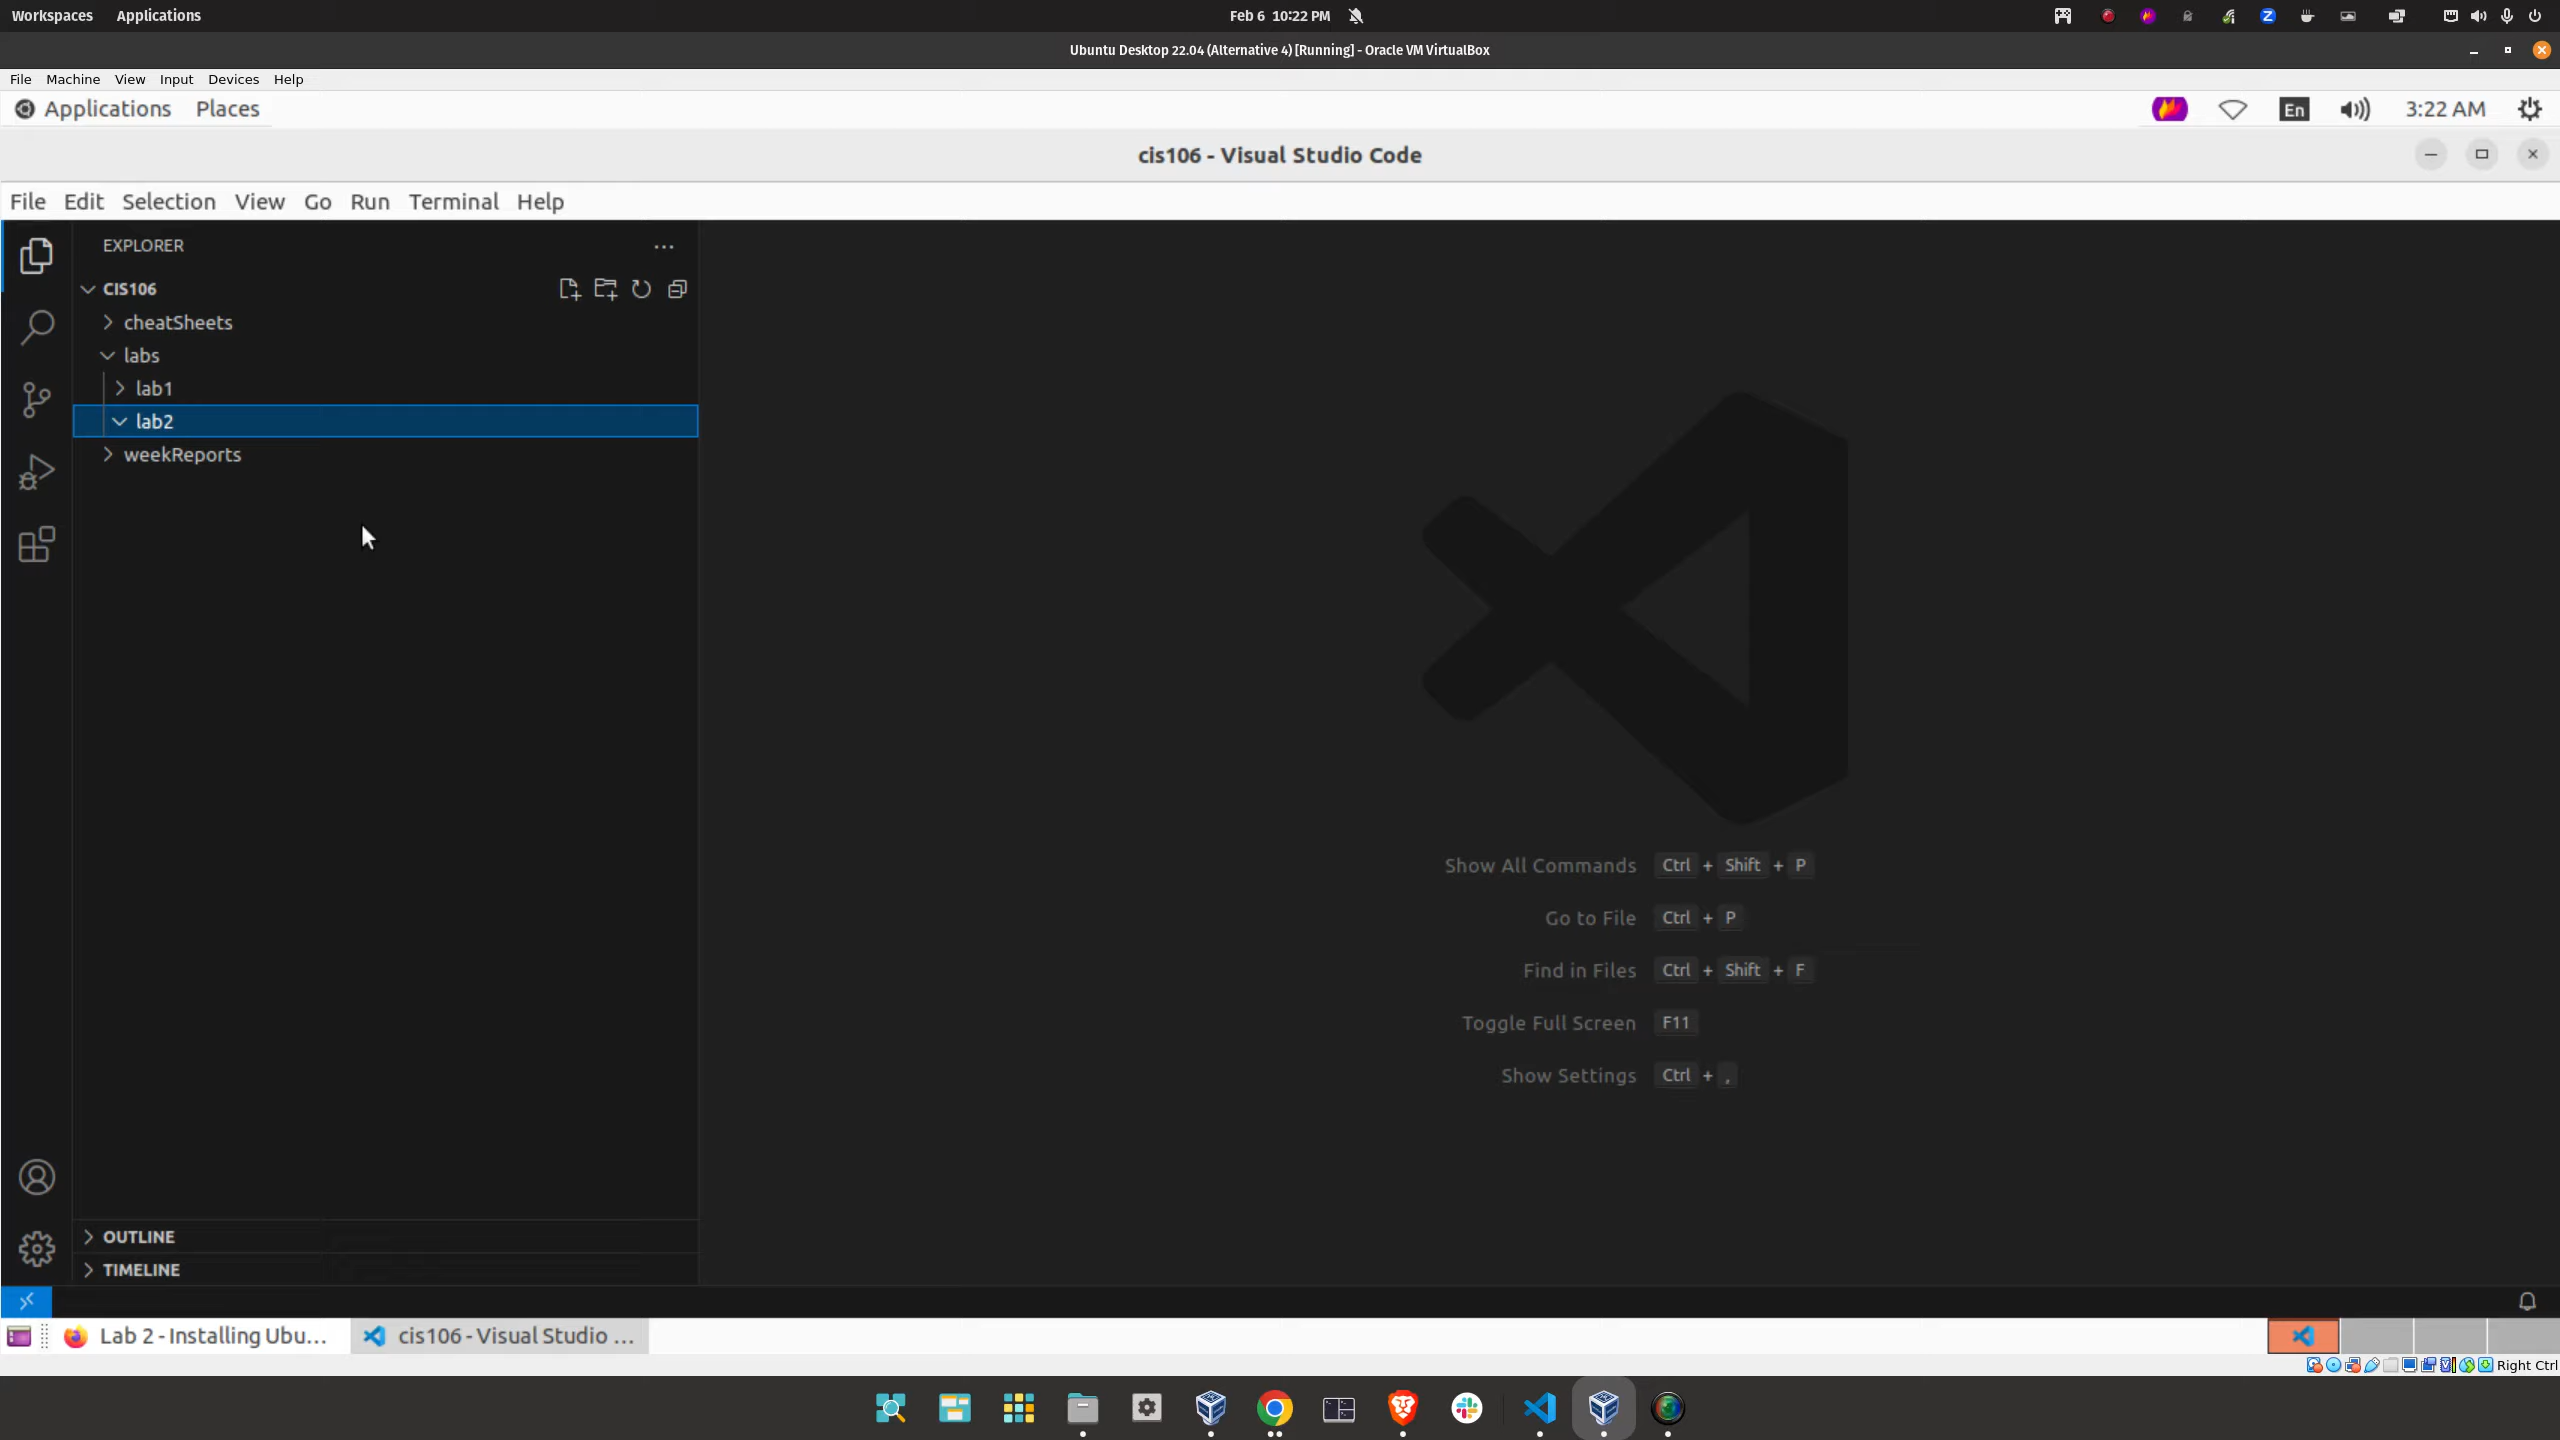 Workspaces Applications Feb 6 10:22 PM
Ubuntu Desktop 22.04 (Alternative 4) [Running] - Oracle VM VirtualBox
File Machine View Input Devices Help
Applications Places En 3:22 AM
cis106 - Visual Studio Code
File Edit Selection View Go Run Terminal Help
EXPLORER
CIS106
cheatSheets
labs
lab1
lab2
weekReports
Show All Commands Ctrl + Shift + P
Go to File Ctrl + P
Find in Files Ctrl + Shift + F
Toggle Full Screen F11
Show Settings Ctrl + ,
OUTLINE
TIMELINE
Lab 2 - Installing Ubu... cis106 - Visual Studio ...
Right Ctrl